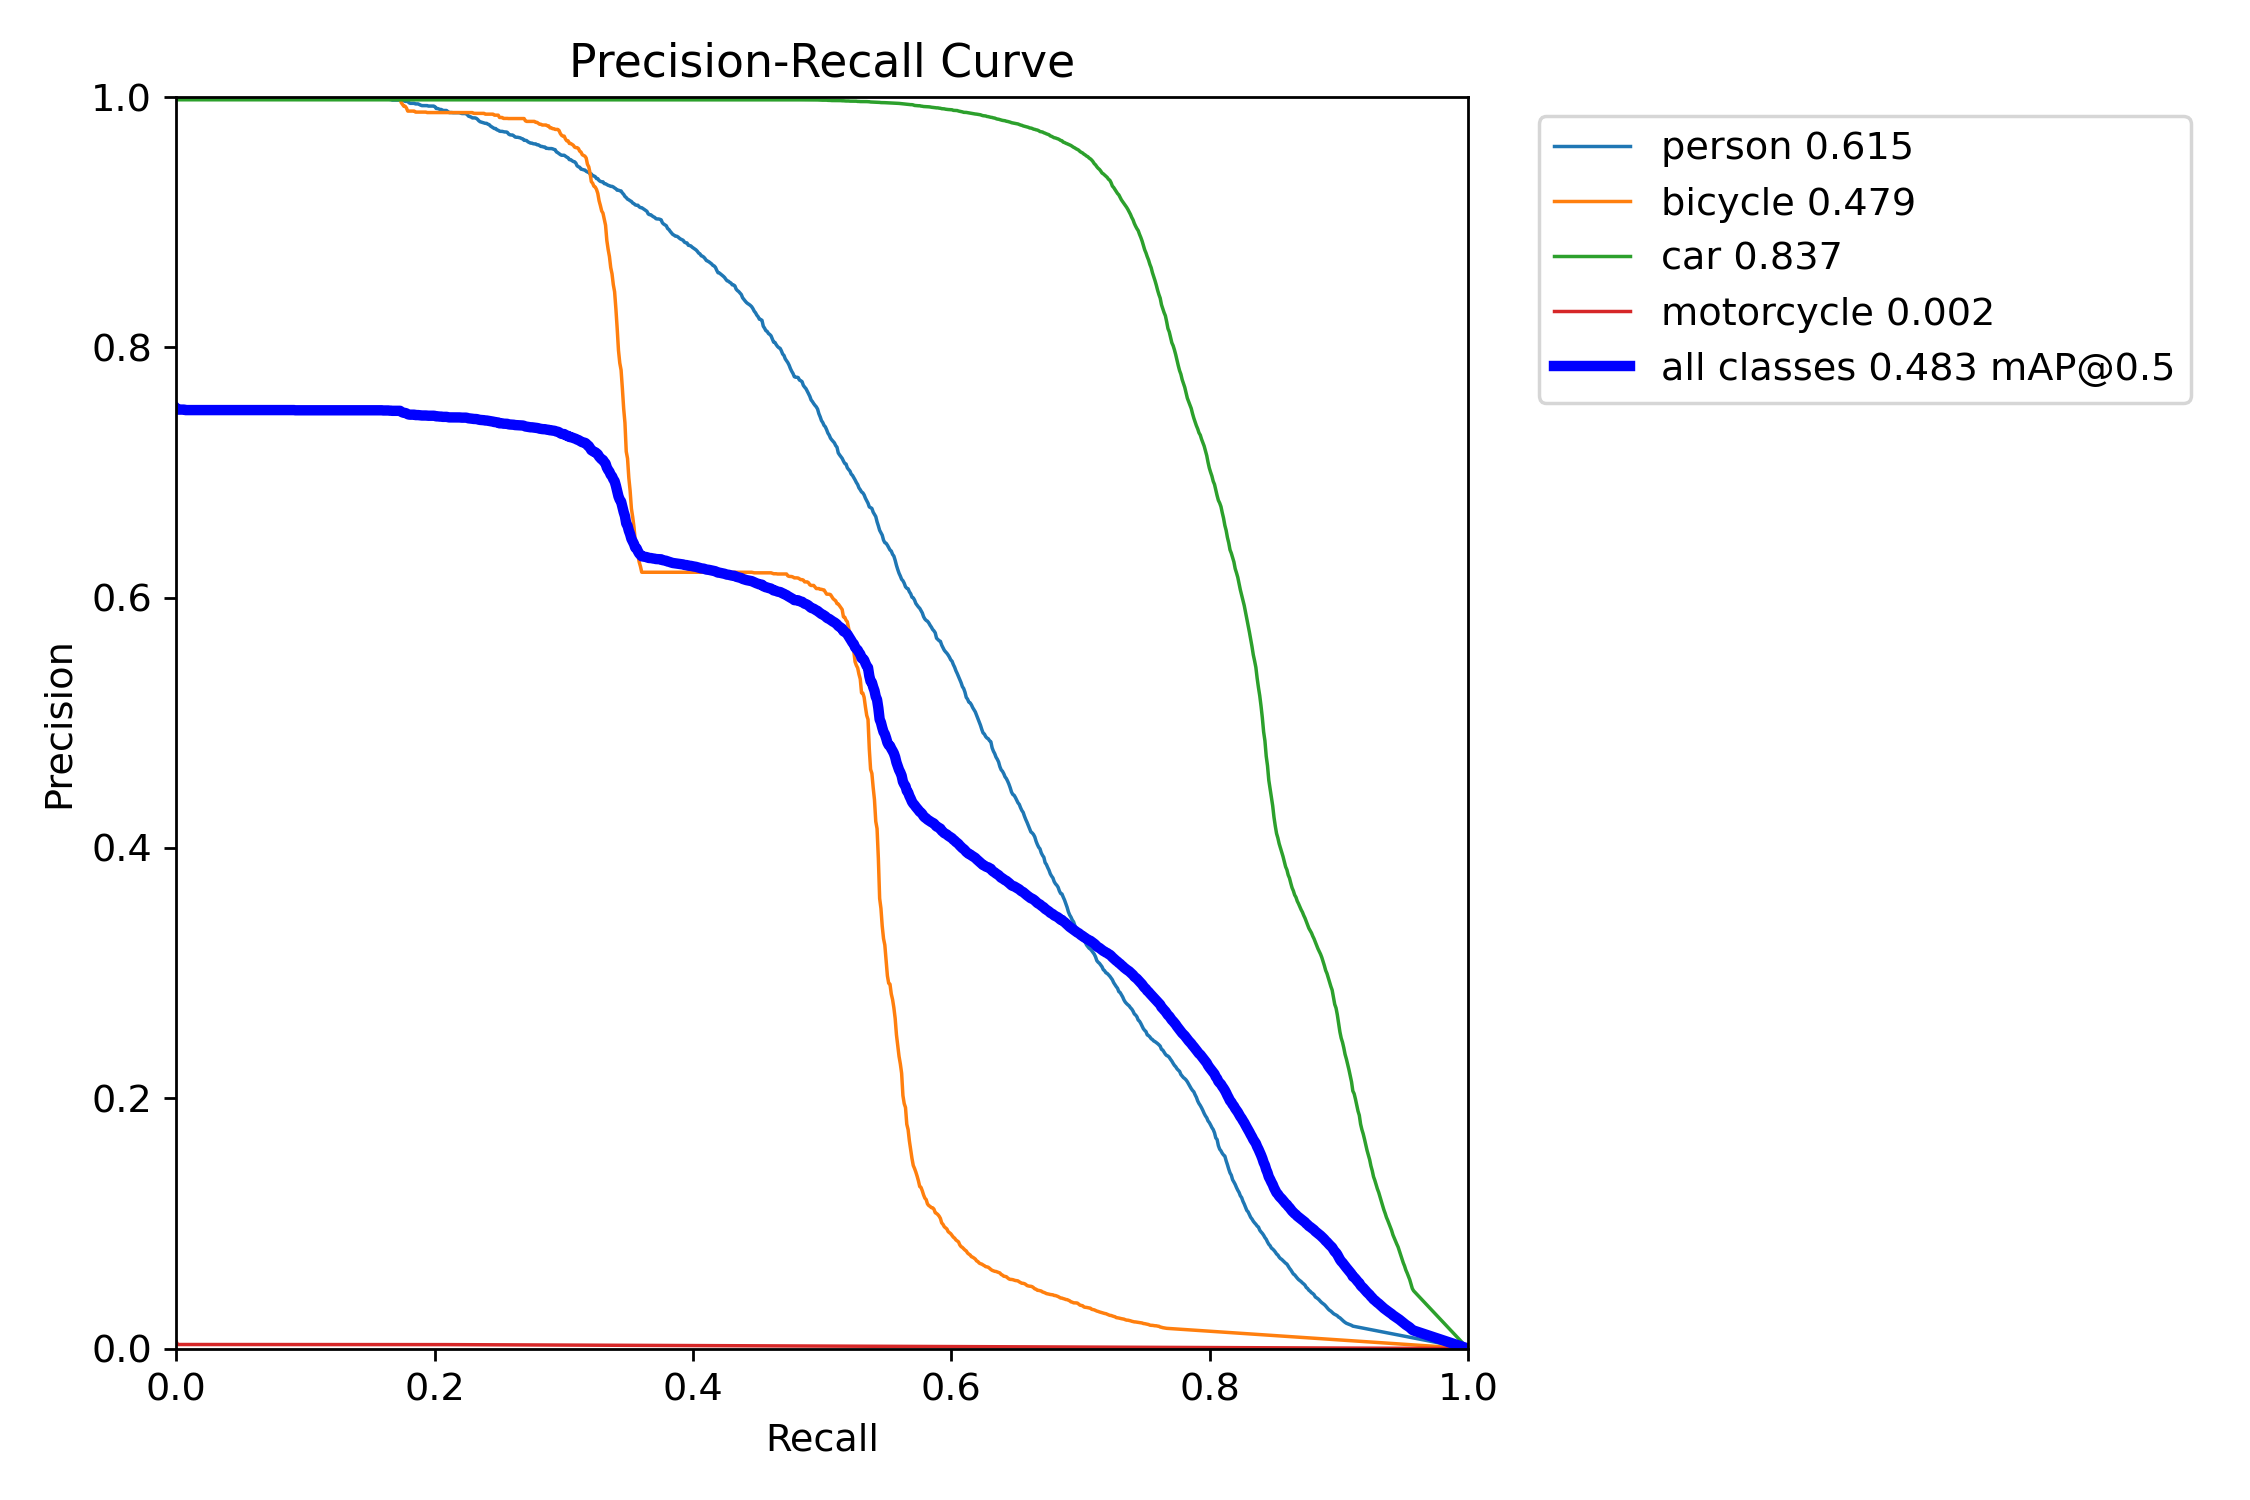 Precision-Recall Curve
1.0
0.8
0.6
0.4
0.2
0.0
Precision
0.0 0.2 0.4 0.6 0.8 1.0
Recall
person 0.615
bicycle 0.479
car 0.837
motorcycle 0.002
all classes 0.483 mAP@0.5